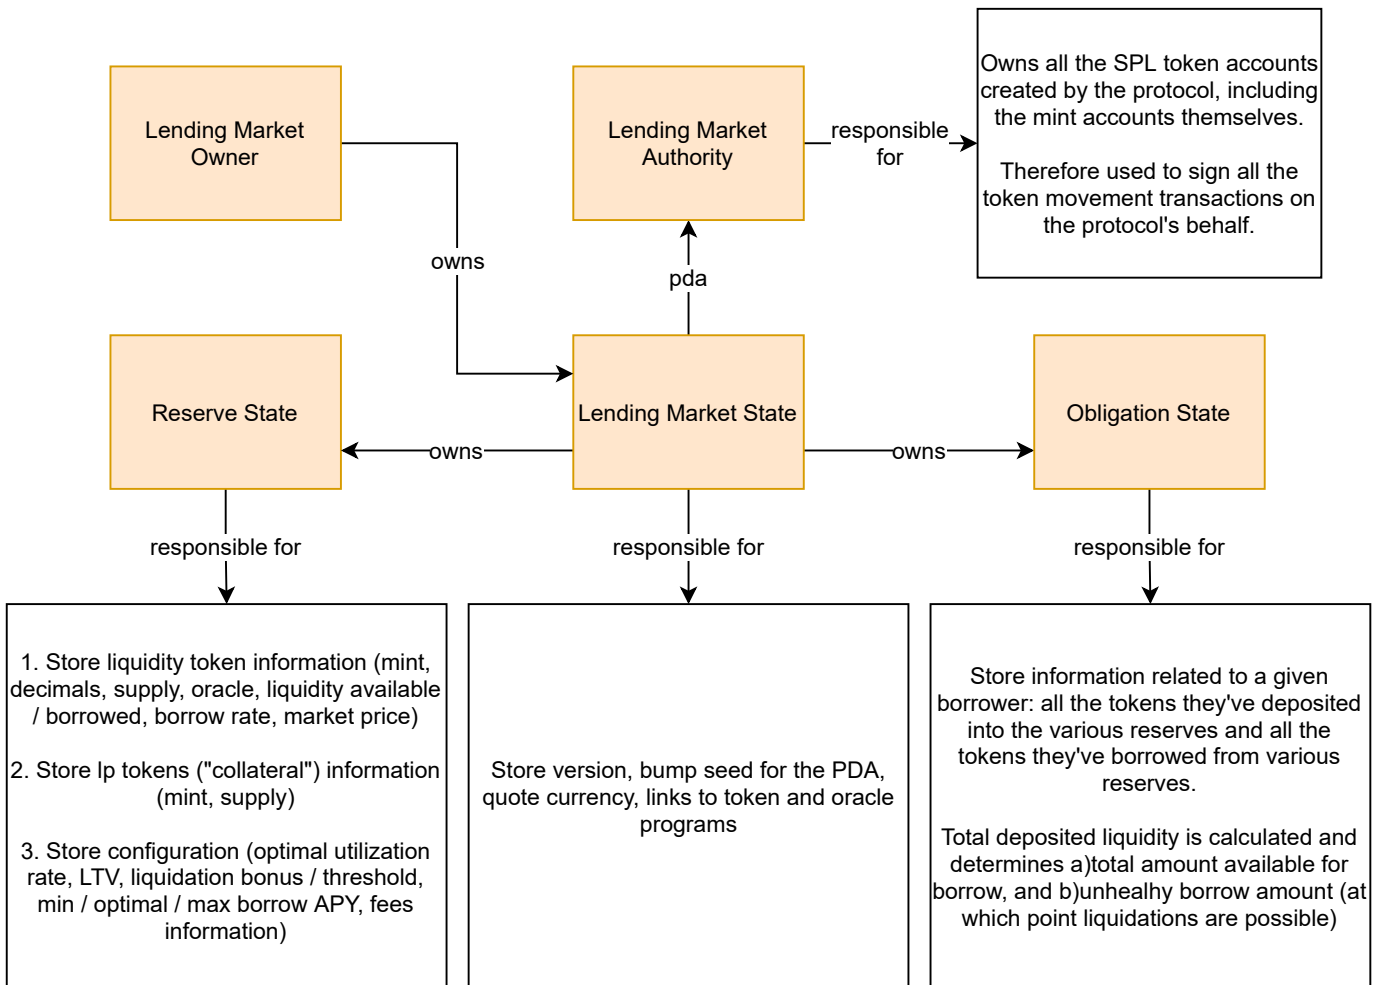 Lending Market
Owner
Lending Market
Authority
responsible
for
Owns all the SPL token accounts
created by the protocol, including
the mint accounts themselves.
Therefore used to sign all the
token movement transactions on
the protocol's behalf.
owns
pda
Reserve State
Lending Market State
Obligation State
owns
owns
responsible for
responsible for
responsible for
1. Store liquidity token information (mint,
decimals, supply, oracle, liquidity available
/ borrowed, borrow rate, market price)
2. Store lp tokens ("collateral") information
(mint, supply)
3. Store configuration (optimal utilization
rate, LTV, liquidation bonus / threshold,
min / optimal / max borrow APY, fees
information)
Store version, bump seed for the PDA,
quote currency, links to token and oracle
programs
Store information related to a given
borrower: all the tokens they've deposited
into the various reserves and all the
tokens they've borrowed from various
reserves.
Total deposited liquidity is calculated and
determines a)total amount available for
borrow, and b)unhealhy borrow amount (at
which point liquidations are possible)